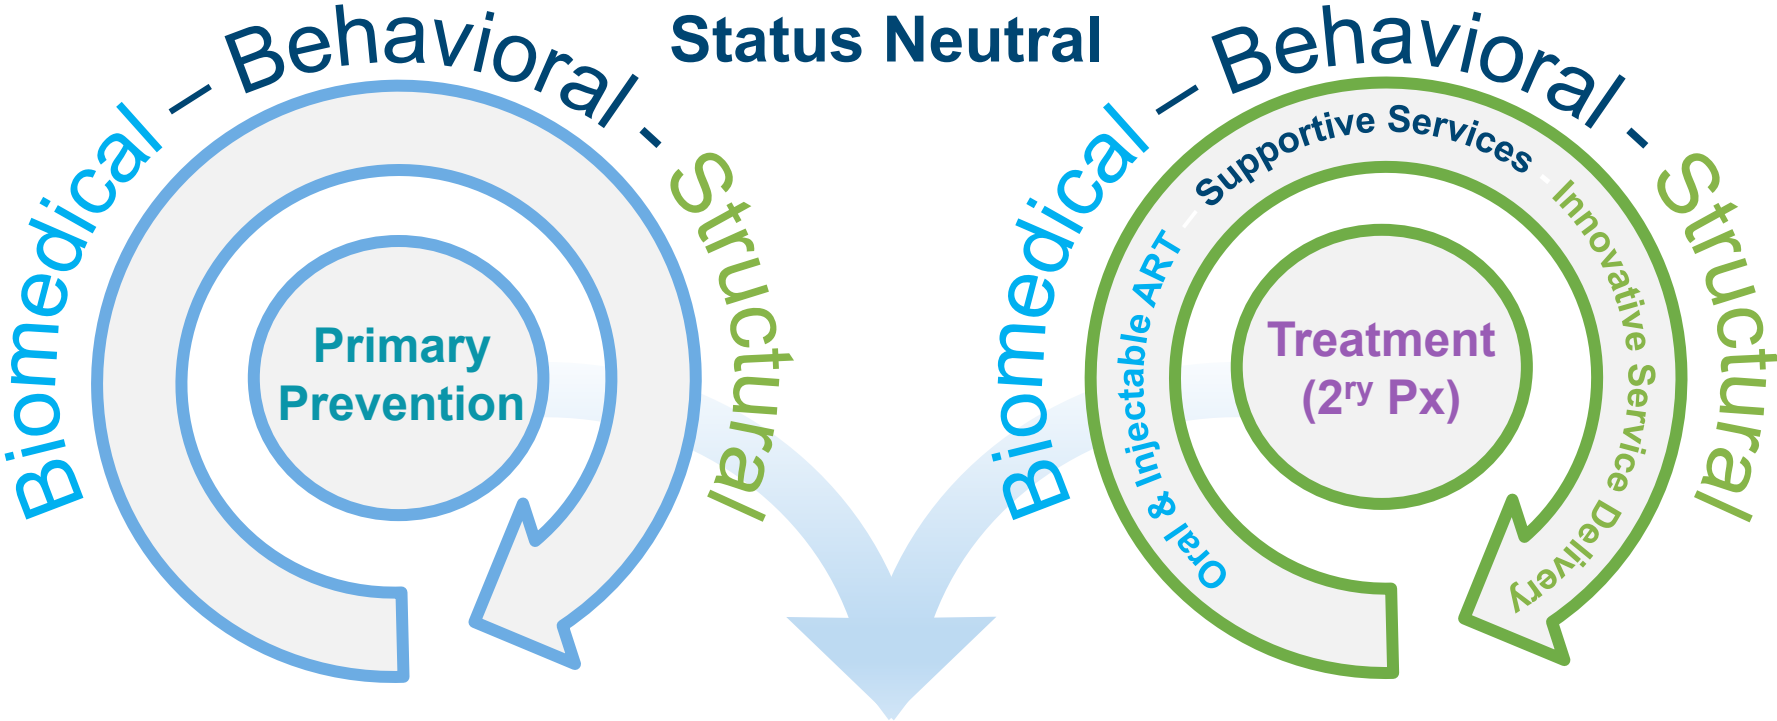 Status Neutral
Biomedical – Behavioral - Structural
Primary
Prevention
Biomedical – Behavioral - Structural
Oral & Injectable ART – Supportive Services - Innovative Service Delivery
Treatment
(2ry Px)